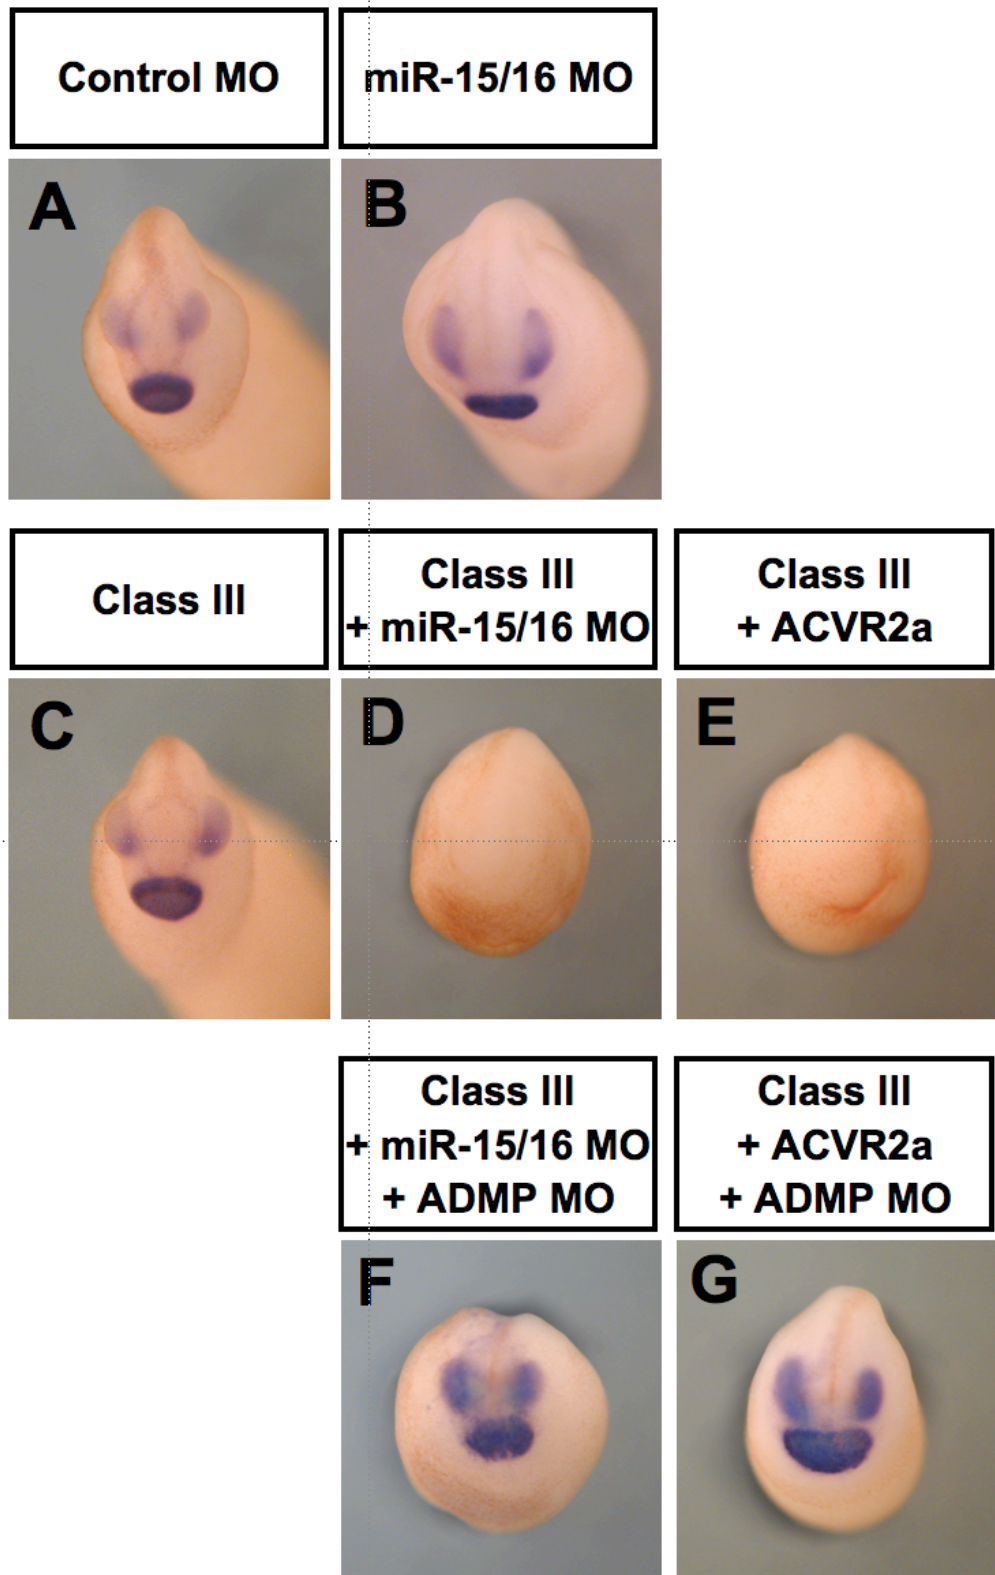 Control MO
miR-15/16 MO
A
B
Class III
Class III
+ miR-15/16 MO
Class III
+ ACVR2a
C
D
E
Class III
+ miR-15/16 MO
+ ADMP MO
Class III
+ ACVR2a
+ ADMP MO
F
G